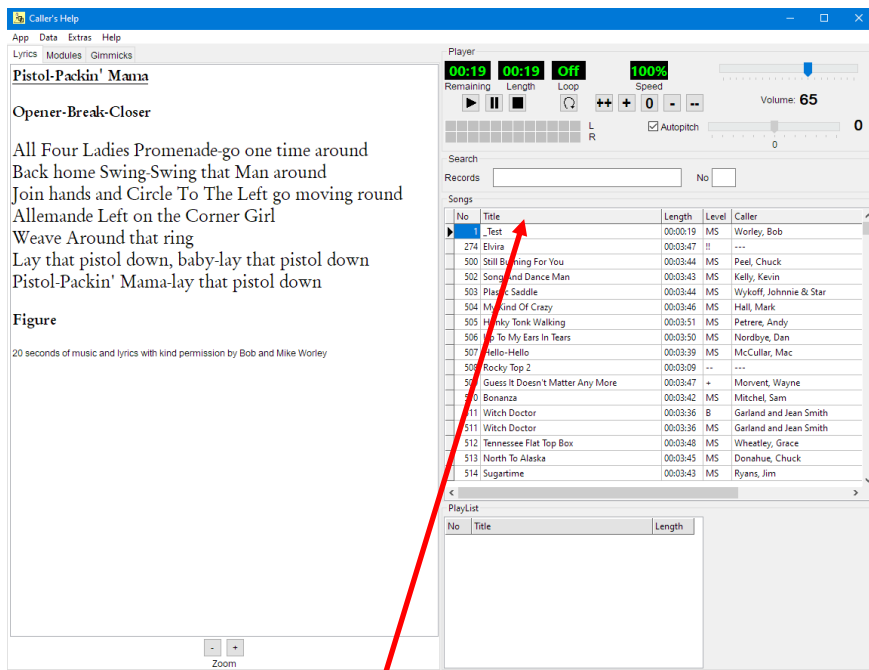 Caller's Help
App Data Extras Help
Lyrics Modules Gimmicks
Pistol-Packin' Mama
Opener-Break-Closer
All Four Ladies Promenade-go one time around
Back home Swing-Swing that Man around
Join hands and Circle To The Left go moving round
Allemande Left on the Corner Girl
Weave Around that ring
Lay that pistol down, baby-lay that pistol down
Pistol-Packin' Mama-lay that pistol down
Figure
20 seconds of music and lyrics with kind permission by Bob and Mike Worley
- +
Zoom
Player
00:19 00:19 Off 100%
Remaining Length Loop Speed
++ + 0 - --
Volume: 65
L
R
Autopitch 0
0
Search
Records No
Songs
No Title Length Level Caller
1 _Test 00:00:19 MS Worley, Bob
274 Elvira 00:03:47 !! ---
500 Still Burning For You 00:03:44 MS Peel, Chuck
502 Song And Dance Man 00:03:43 MS Kelly, Kevin
503 Plastic Saddle 00:03:44 MS Wykoff, Johnnie & Star
504 My Kind Of Crazy 00:03:46 MS Hall, Mark
505 Honky Tonk Walking 00:03:51 MS Petrere, Andy
506 Up To My Ears In Tears 00:03:50 MS Nordbye, Dan
507 Hello-Hello 00:03:39 MS McCullar, Mac
508 Rocky Top 2 00:03:09 -- ---
509 Guess It Doesn't Matter Any More 00:03:47 + Morvent, Wayne
510 Bonanza 00:03:42 MS Mitchel, Sam
511 Witch Doctor 00:03:36 B Garland and Jean Smith
511 Witch Doctor 00:03:36 MS Garland and Jean Smith
512 Tennessee Flat Top Box 00:03:48 MS Wheatley, Grace
513 North To Alaska 00:03:45 MS Donahue, Chuck
514 Sugartime 00:03:43 MS Ryans, Jim
PlayList
No Title Length